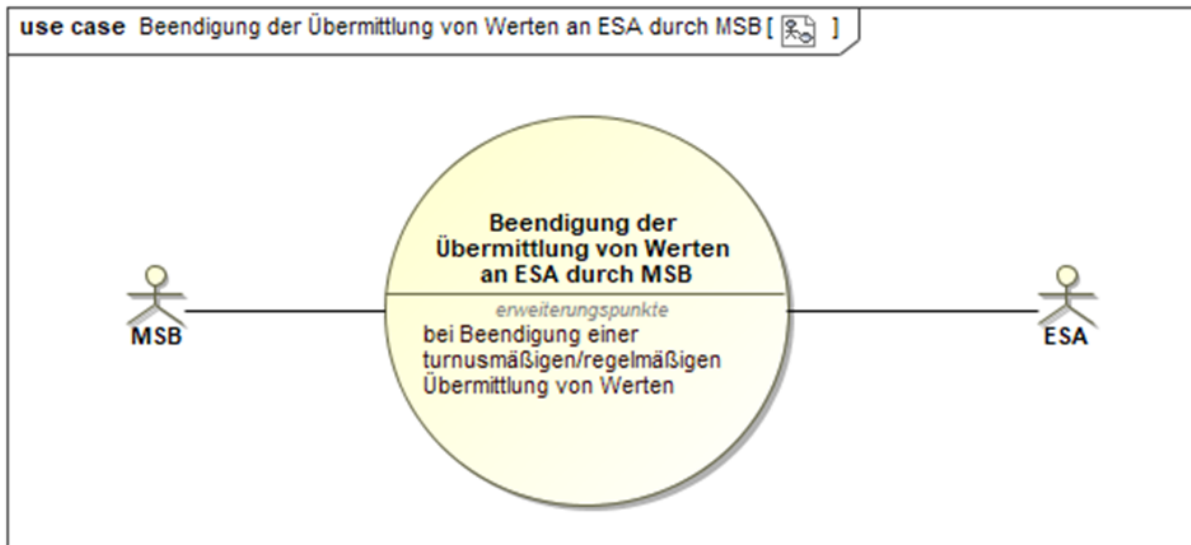 use case Beendigung der Übermittlung von Werten an ESA durch MSB [ ]
Beendigung der
Übermittlung von Werten
an ESA durch MSB
erweiterungspunkte
bei Beendigung einer
turnusmäßigen/regelmäßigen
Übermittlung von Werten
MSB
ESA